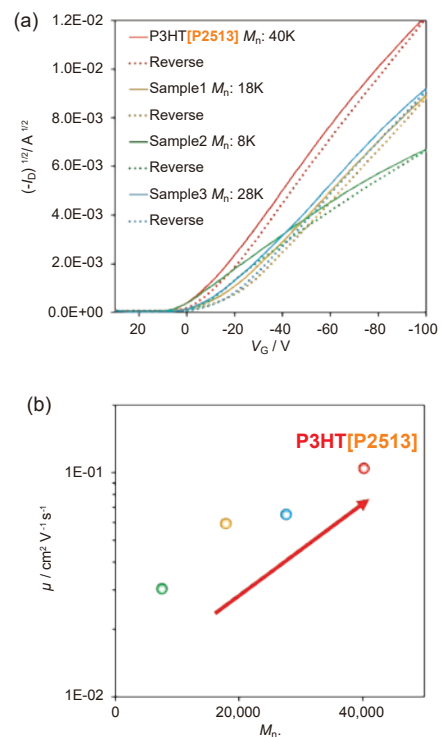 (a)
1.2E-02
1.0E-02
8.0E-03
6.0E-03
4.0E-03
2.0E-03
0.0E+00
(-ID) 1/2/ A 1/2
P3HT[P2513] Mn: 40K
Reverse
Sample1 Mn: 18K
Reverse
Sample2 Mn: 8K
Reverse
Sample3 Mn: 28K
Reverse
20 0 -20 -40 -60 -80 -100
VG / V
(b)
P3HT[P2513]
1E-01
1E-02
μ / cm2 V-1 s-1
0 20,000 40,000
Mn.